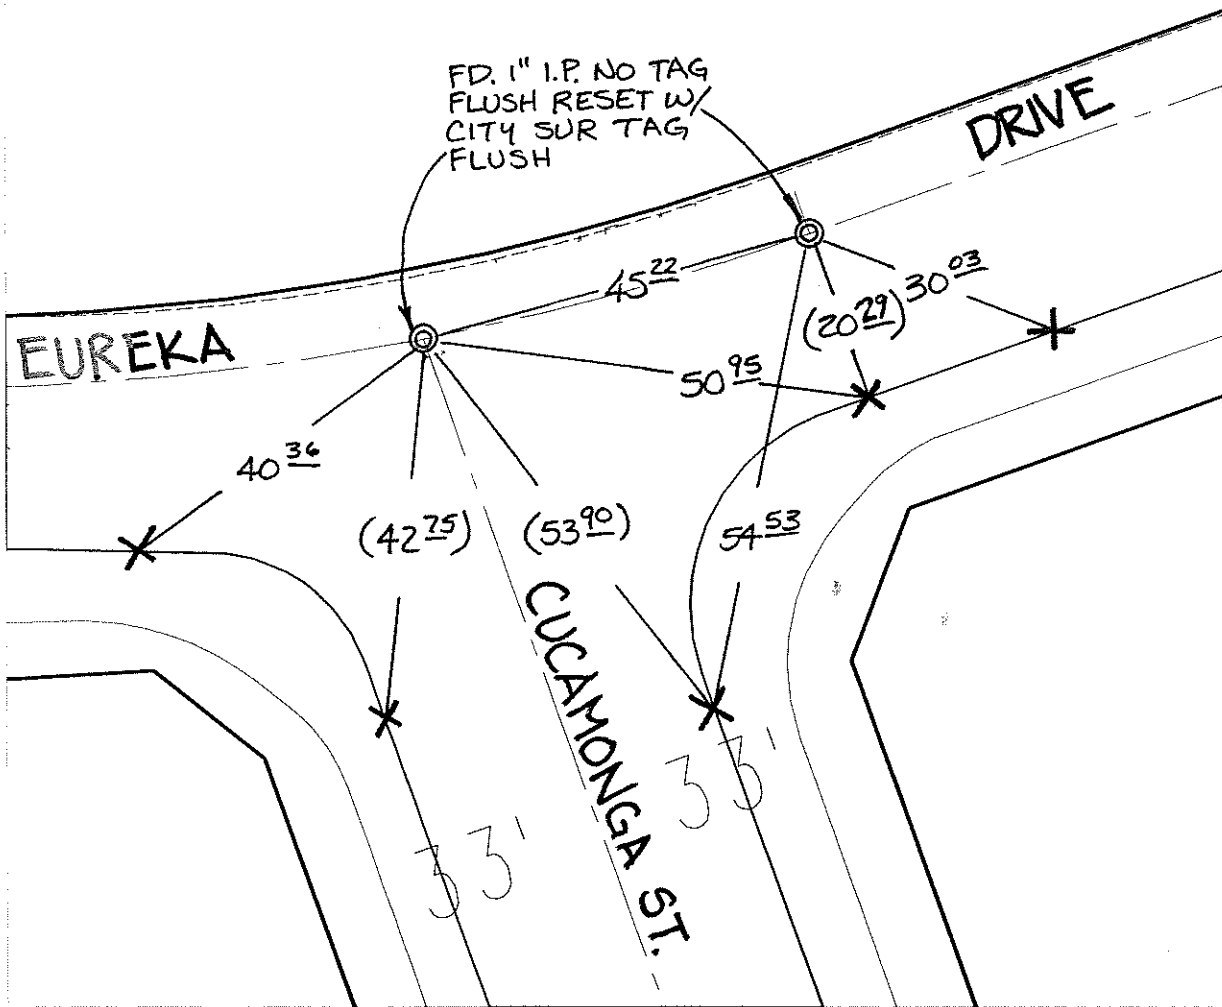 FD. 1" I.P. NO TAG
FLUSH RESET W/
CITY SUR TAG
FLUSH
DRIVE
45 22
30 03
(20 29)
EUREKA
50 95
40 36
(42 75)
(53 90)
54 53
CUCAMONGA ST.
33'
33'